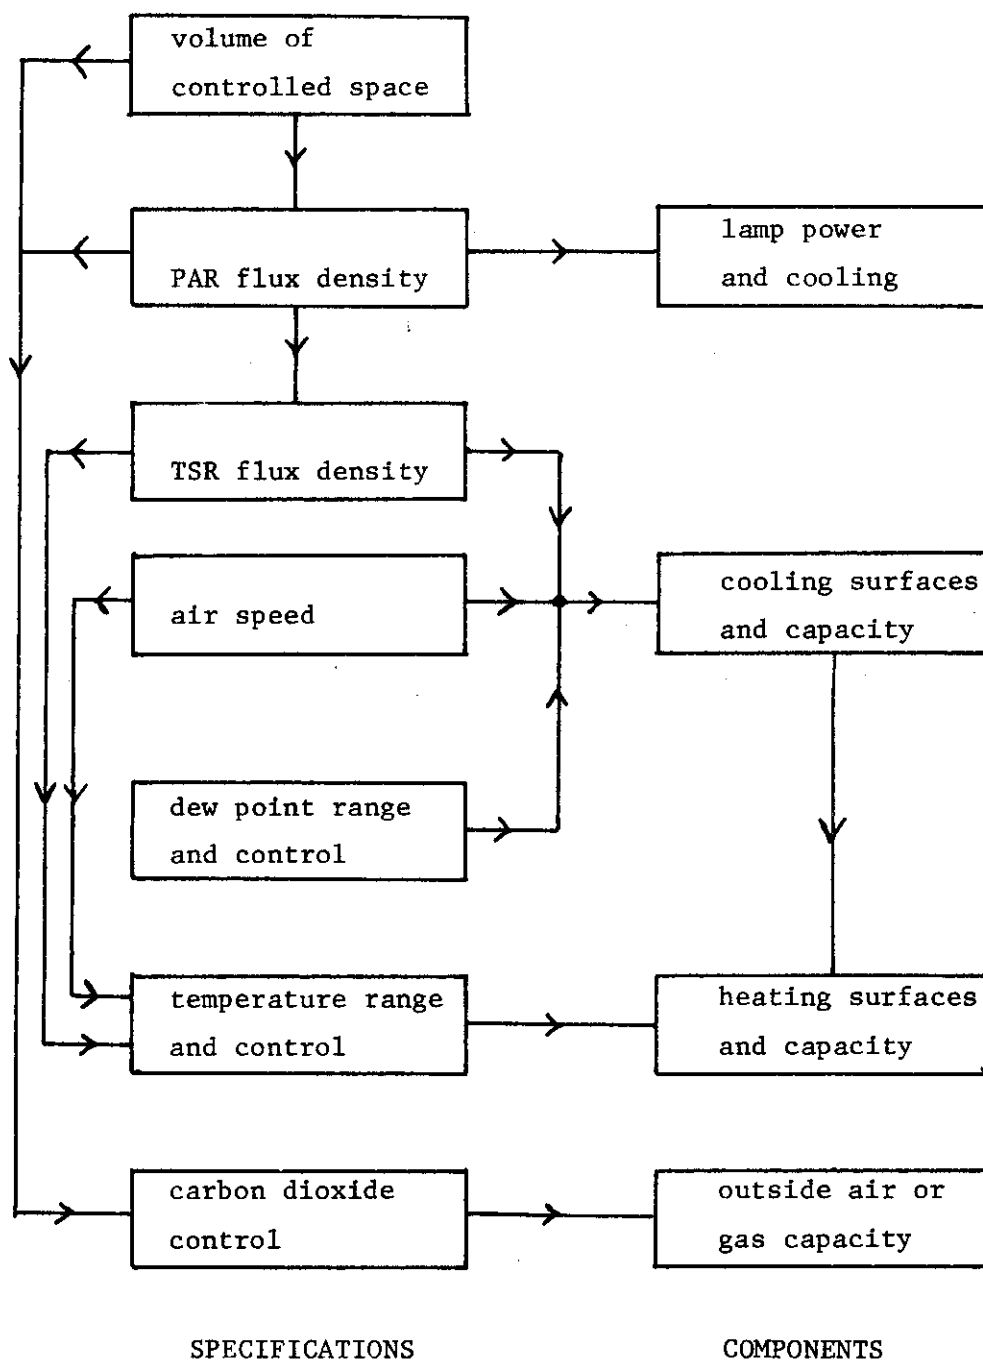 volume of
controlled space
PAR flux density
lamp power
and cooling
TSR flux density
air speed
cooling surfaces
and capacity
dew point range
and control
temperature range
and control
heating surfaces
and capacity
carbon dioxide
control
outside air or
gas capacity
SPECIFICATIONS
COMPONENTS